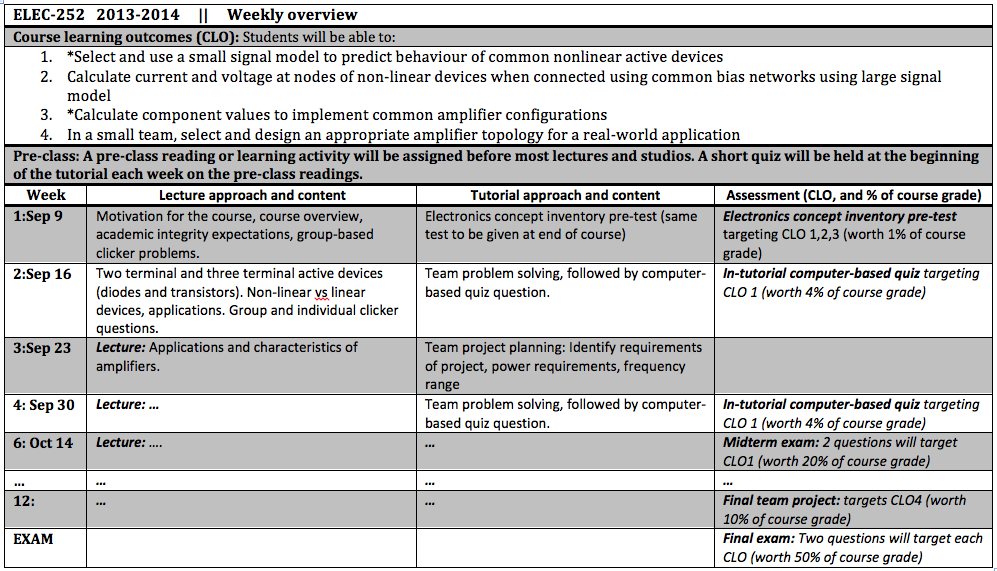 ELEC-252 2013-2014 || Weekly overview
Course learning outcomes (CLO): Students will be able to:
1. *Select and use a small signal model to predict behaviour of common nonlinear active devices
2. Calculate current and voltage at nodes of non-linear devices when connected using common bias networks using large signal
model
3. *Calculate component values to implement common amplifier configurations
4. In a small team, select and design an appropriate amplifier topology for a real-world application
Pre-class: A pre-class reading or learning activity will be assigned before most lectures and studios. A short quiz will be held at the beginning
of the tutorial each week on the pre-class readings.
Week
Lecture approach and content
Tutorial approach and content
Assessment (CLO, and % of course grade)
1:Sep 9
Motivation for the course, course overview,
academic integrity expectations, group-based
clicker problems.
Electronics concept inventory pre-test (same
test to be given at end of course)
Electronics concept inventory pre-test
targeting CLO 1,2,3 (worth 1% of course
grade)
2:Sep 16
Two terminal and three terminal active devices
(diodes and transistors). Non-linear vs linear
devices, applications. Group and individual clicker
questions.
Team problem solving, followed by computer-
based quiz question.
In-tutorial computer-based quiz targeting
CLO 1 (worth 4% of course grade)
3:Sep 23
Lecture: Applications and characteristics of
amplifiers.
Team project planning: Identify requirements
of project, power requirements, frequency
range
4: Sep 30
Lecture: ...
Team problem solving, followed by computer-
based quiz question.
In-tutorial computer-based quiz targeting
CLO 1 (worth 4% of course grade)
6: Oct 14
Lecture: ....
...
Midterm exam: 2 questions will target
CLO1 (worth 20% of course grade)
...
...
...
...
12:
...
...
Final team project: targets CLO4 (worth
10% of course grade)
EXAM
Final exam: Two questions will target each
CLO (worth 50% of course grade)